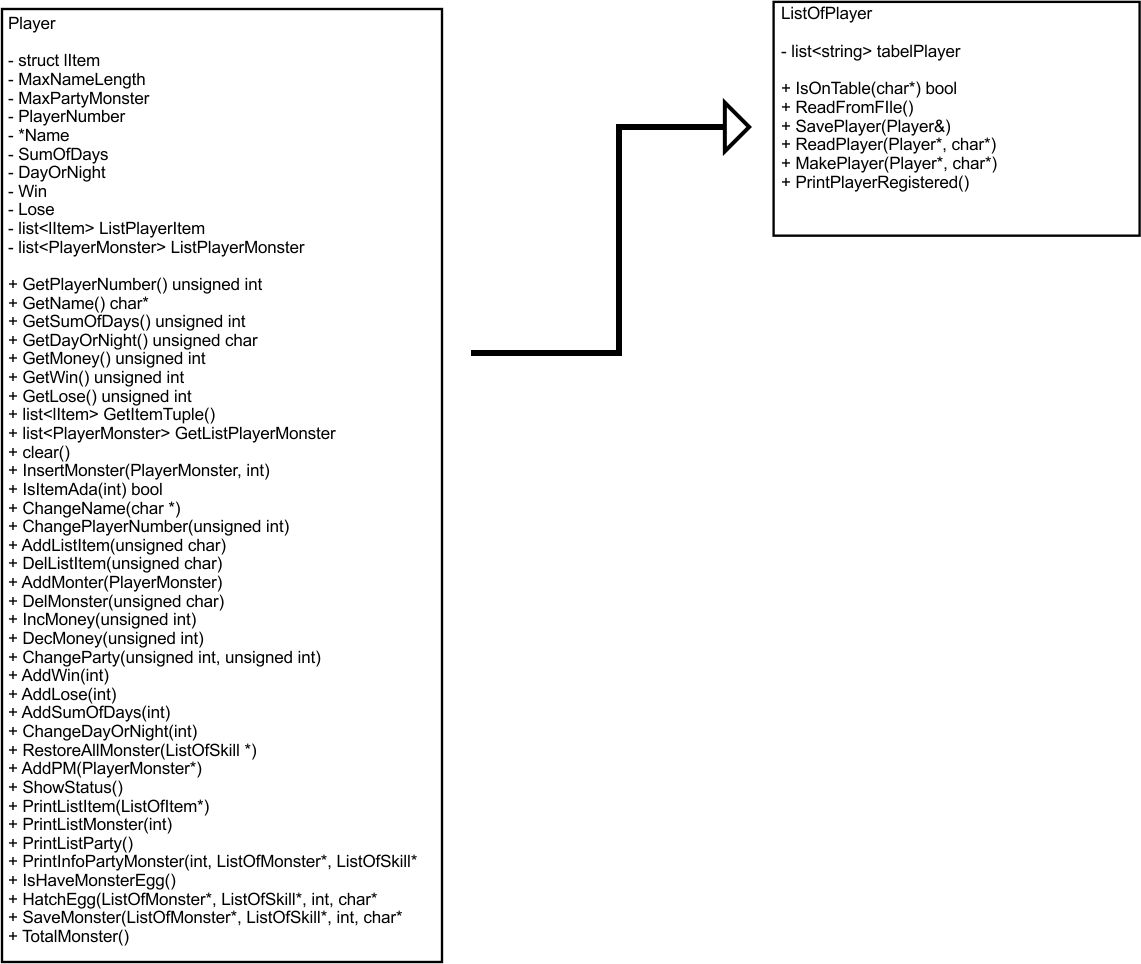 Player
- struct IItem
- MaxNameLength
- MaxPartyMonster
- PlayerNumber
- *Name
- SumOfDays
- DayOrNight
- Win
- Lose
- list<IItem> ListPlayerItem
- list<PlayerMonster> ListPlayerMonster
+ GetPlayerNumber() unsigned int
+ GetName() char*
+ GetSumOfDays() unsigned int
+ GetDayOrNight() unsigned char
+ GetMoney() unsigned int
+ GetWin() unsigned int
+ GetLose() unsigned int
+ list<IItem> GetItemTuple()
+ list<PlayerMonster> GetListPlayerMonster
+ clear()
+ InsertMonster(PlayerMonster, int)
+ IsItemAda(int) bool
+ ChangeName(char *)
+ ChangePlayerNumber(unsigned int)
+ AddListItem(unsigned char)
+ DelListItem(unsigned char)
+ AddMonter(PlayerMonster)
+ DelMonster(unsigned char)
+ IncMoney(unsigned int)
+ DecMoney(unsigned int)
+ ChangeParty(unsigned int, unsigned int)
+ AddWin(int)
+ AddLose(int)
+ AddSumOfDays(int)
+ ChangeDayOrNight(int)
+ RestoreAllMonster(ListOfSkill *)
+ AddPM(PlayerMonster*)
+ ShowStatus()
+ PrintListItem(ListOfItem*)
+ PrintListMonster(int)
+ PrintListParty()
+ PrintInfoPartyMonster(int, ListOfMonster*, ListOfSkill*
+ IsHaveMonsterEgg()
+ HatchEgg(ListOfMonster*, ListOfSkill*, int, char*
+ SaveMonster(ListOfMonster*, ListOfSkill*, int, char*
+ TotalMonster()
ListOfPlayer
- list<string> tabelPlayer
+ IsOnTable(char*) bool
+ ReadFromFIle()
+ SavePlayer(Player&)
+ ReadPlayer(Player*, char*)
+ MakePlayer(Player*, char*)
+ PrintPlayerRegistered()